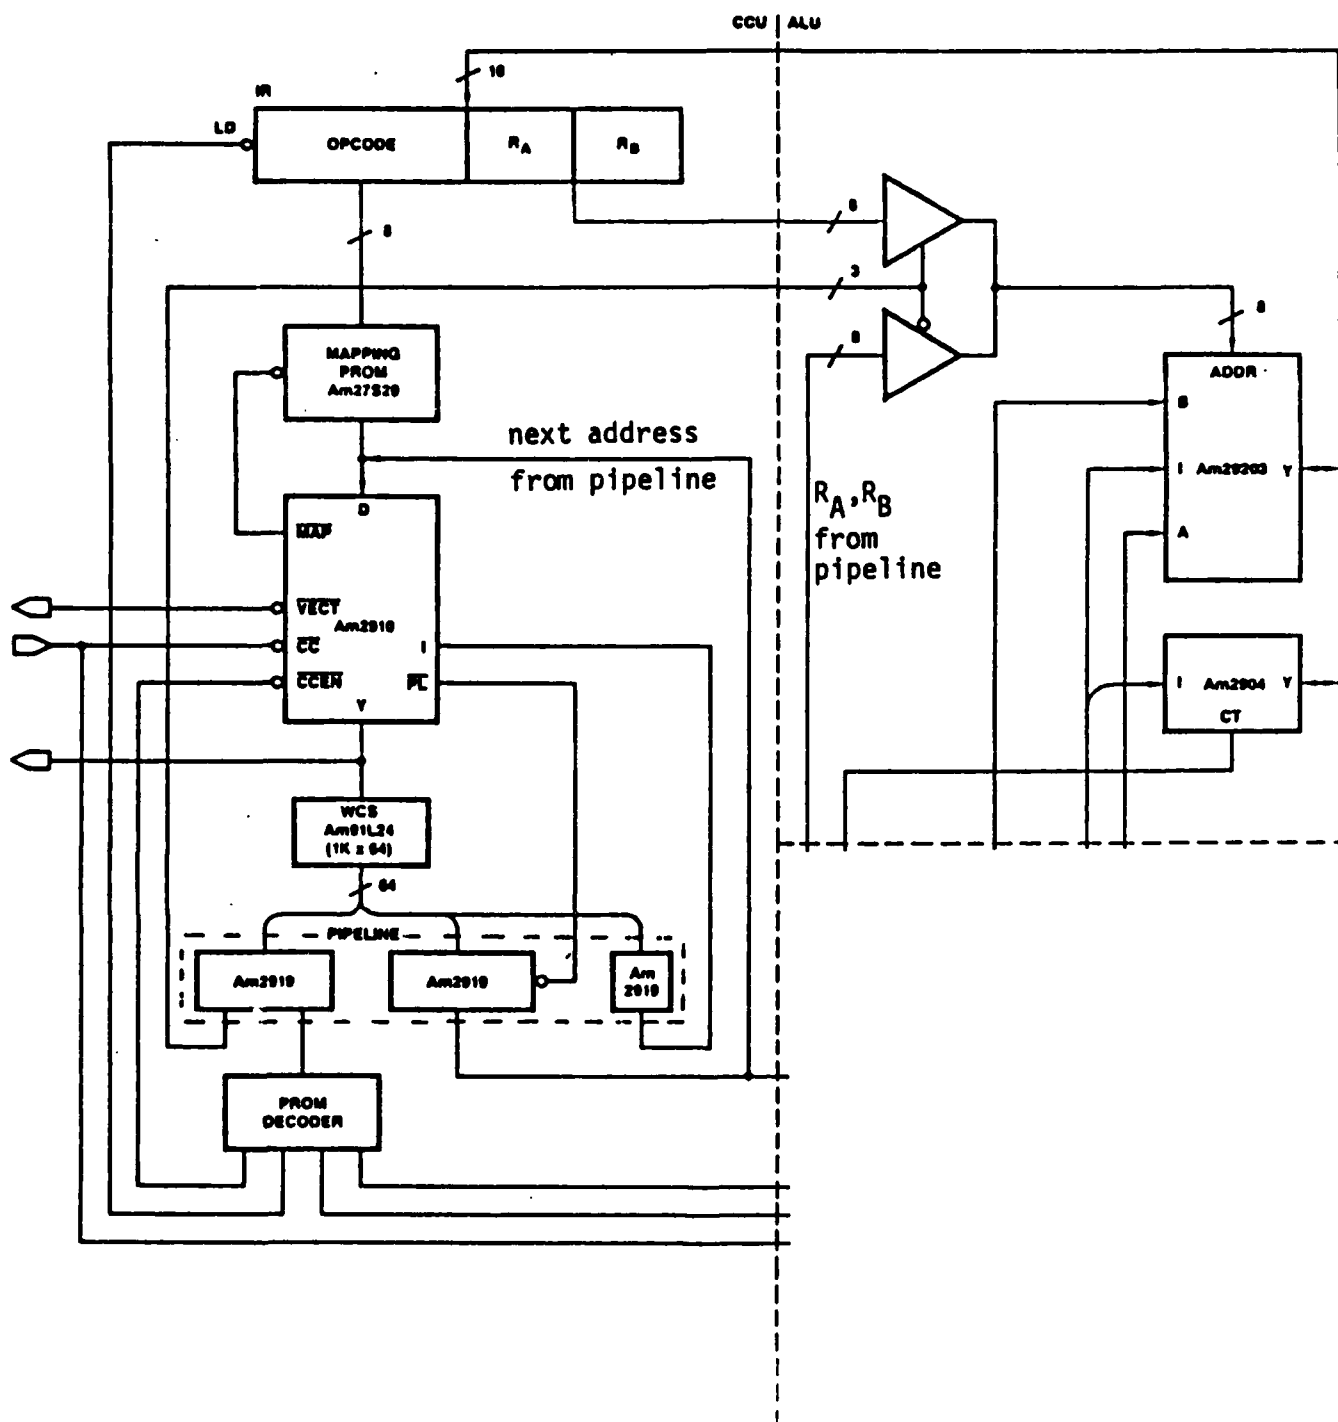 CCU ALU
16
IR
LD
OPCODE RA RB
8
3
8
MAPPING
PROM
Am27S29
next address
from pipeline
RA,RB
from
pipeline
8
ADDR
B
I Am29203 Y
A
D
MAP
VECT
Am2910
CC I
CCEN PL
Y
I Am2904 Y
CT
WCS
Am91L24
(1K x 64)
64
PIPELINE
Am2919
Am2919
Am
2919
PROM
DECODER